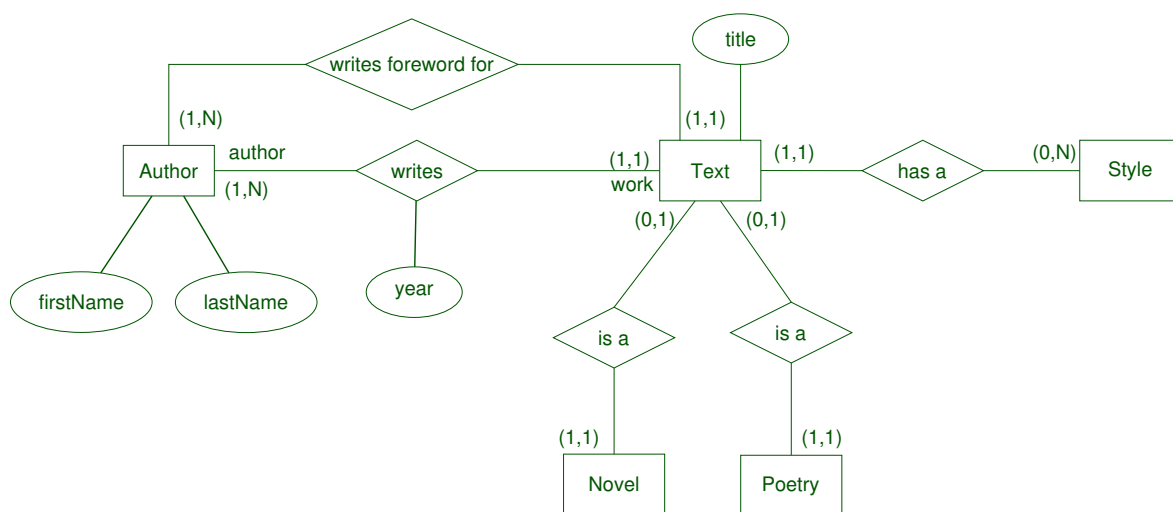 title
writes foreword for
(1,N)
(1,1)
author
(1,1)
(1,1)
(0,N)
Author
writes
Text
has a
Style
(1,N)
work
(0,1)
(0,1)
firstName
lastName
year
is a
is a
(1,1)
(1,1)
Novel
Poetry